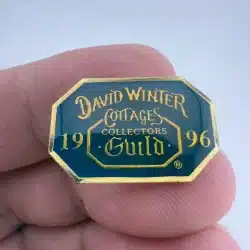 DAVID WINTER
COTTAGES
COLLECTORS
19 · Guild · 96
®